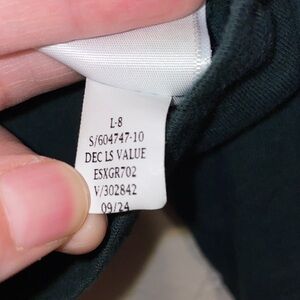 L-8
S/604747-10
DEC LS VALUE
ESXGR702
V/302842
09/24